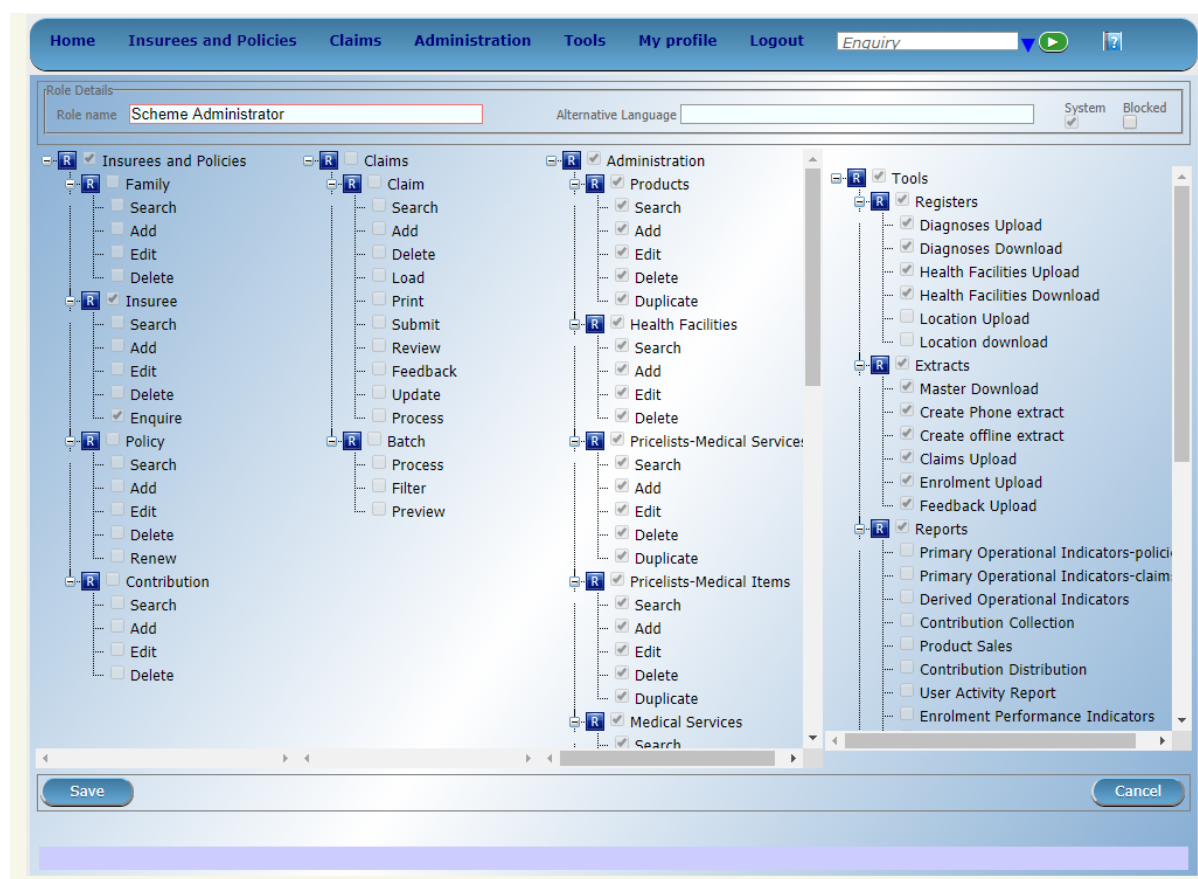 Home Insurees and Policies Claims Administration Tools My profile Logout Enquiry ?
Role Details
Role name Scheme Administrator Alternative Language System Blocked
R Insurees and Policies
R Family
Search
Add
Edit
Delete
R Insuree
Search
Add
Edit
Delete
Enquire
R Policy
Search
Add
Edit
Delete
Renew
R Contribution
Search
Add
Edit
Delete
R Claims
R Claim
Search
Add
Delete
Load
Print
Submit
Review
Feedback
Update
Process
R Batch
Process
Filter
Preview
R Administration
R Products
Search
Add
Edit
Delete
Duplicate
R Health Facilities
Search
Add
Edit
Delete
R Pricelists-Medical Services
Search
Add
Edit
Delete
Duplicate
R Pricelists-Medical Items
Search
Add
Edit
Delete
Duplicate
R Medical Services
Search
R Tools
R Registers
Diagnoses Upload
Diagnoses Download
Health Facilities Upload
Health Facilities Download
Location Upload
Location download
R Extracts
Master Download
Create Phone extract
Create offline extract
Claims Upload
Enrolment Upload
Feedback Upload
R Reports
Primary Operational Indicators-polici
Primary Operational Indicators-claim
Derived Operational Indicators
Contribution Collection
Product Sales
Contribution Distribution
User Activity Report
Enrolment Performance Indicators
Save Cancel